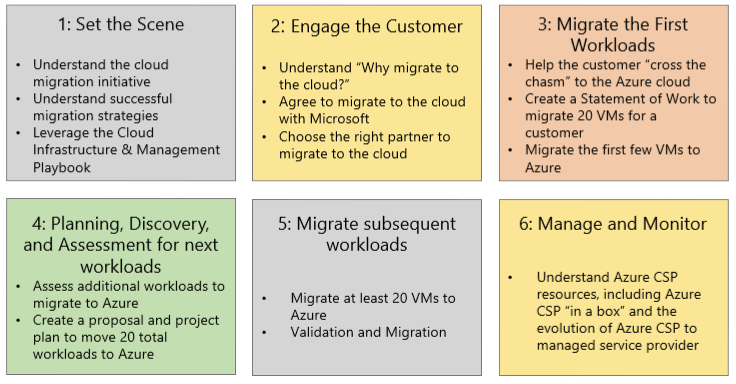 1: Set the Scene
• Understand the cloud
migration initiative
• Understand successful
migration strategies
• Leverage the Cloud
Infrastructure & Management
Playbook
2: Engage the Customer
• Understand “Why migrate to
the cloud?”
• Agree to migrate to the cloud
with Microsoft
• Choose the right partner to
migrate to the cloud
3: Migrate the First
Workloads
• Help the customer “cross the
chasm” to the Azure cloud
• Create a Statement of Work to
migrate 20 VMs for a
customer
• Migrate the first few VMs to
Azure
4: Planning, Discovery,
and Assessment for next
workloads
• Assess additional workloads to
migrate to Azure
• Create a proposal and project
plan to move 20 total
workloads to Azure
5: Migrate subsequent
workloads
• Migrate at least 20 VMs to
Azure
• Validation and Migration
6: Manage and Monitor
• Understand Azure CSP
resources, including Azure
CSP “in a box” and the
evolution of Azure CSP to
managed service provider